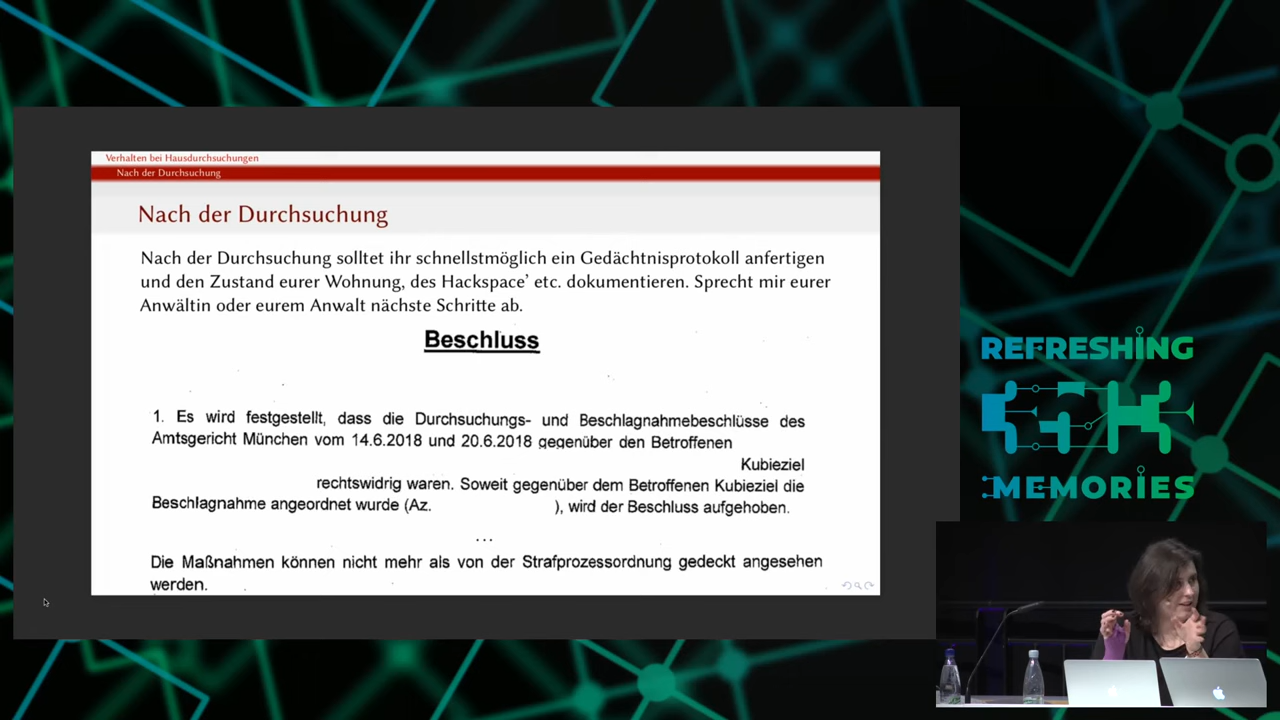 Verhalten bei Hausdurchsuchungen
Nach der Durchsuchung
Nach der Durchsuchung
Nach der Durchsuchung solltet ihr schnellstmöglich ein Gedächtnisprotokoll anfertigen
und den Zustand eurer Wohnung, des Hackspace’ etc. dokumentieren. Sprecht mir eurer
Anwältin oder eurem Anwalt nächste Schritte ab.
Beschluss
1. Es wird festgestellt, dass die Durchsuchungs- und Beschlagnahmebeschlüsse des
Amtsgericht München vom 14.6.2018 und 20.6.2018 gegenüber den Betroffenen
Kubieziel
rechtswidrig waren. Soweit gegenüber dem Betroffenen Kubieziel die
Beschlagnahme angeordnet wurde (Az. ), wird der Beschluss aufgehoben.
...
Die Maßnahmen können nicht mehr als von der Strafprozessordnung gedeckt angesehen
werden.
REFRESHING
MEMORIES